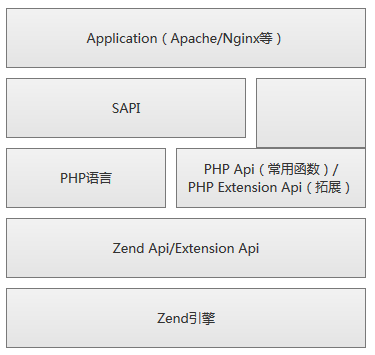 Application（Apache/Nginx等）
SAPI
PHP语言
PHP Api（常用函数）/
PHP Extension Api（拓展）
Zend Api/Extension Api
Zend引擎